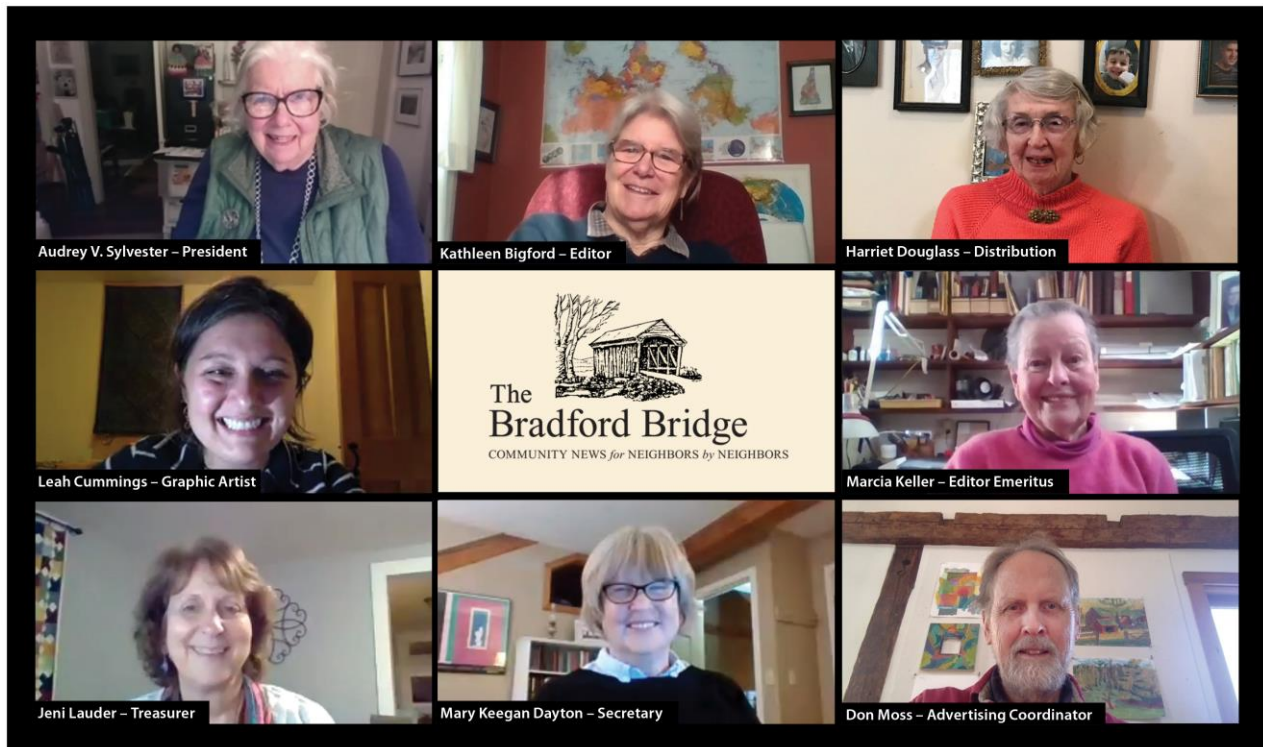 Audrey V. Sylvester – President
Kathleen Bigford – Editor
Harriet Douglass – Distribution
Leah Cummings – Graphic Artist
The
Bradford Bridge
COMMUNITY NEWS for NEIGHBORS by NEIGHBORS
Marcia Keller – Editor Emeritus
Jeni Lauder – Treasurer
Mary Keegan Dayton – Secretary
Don Moss – Advertising Coordinator